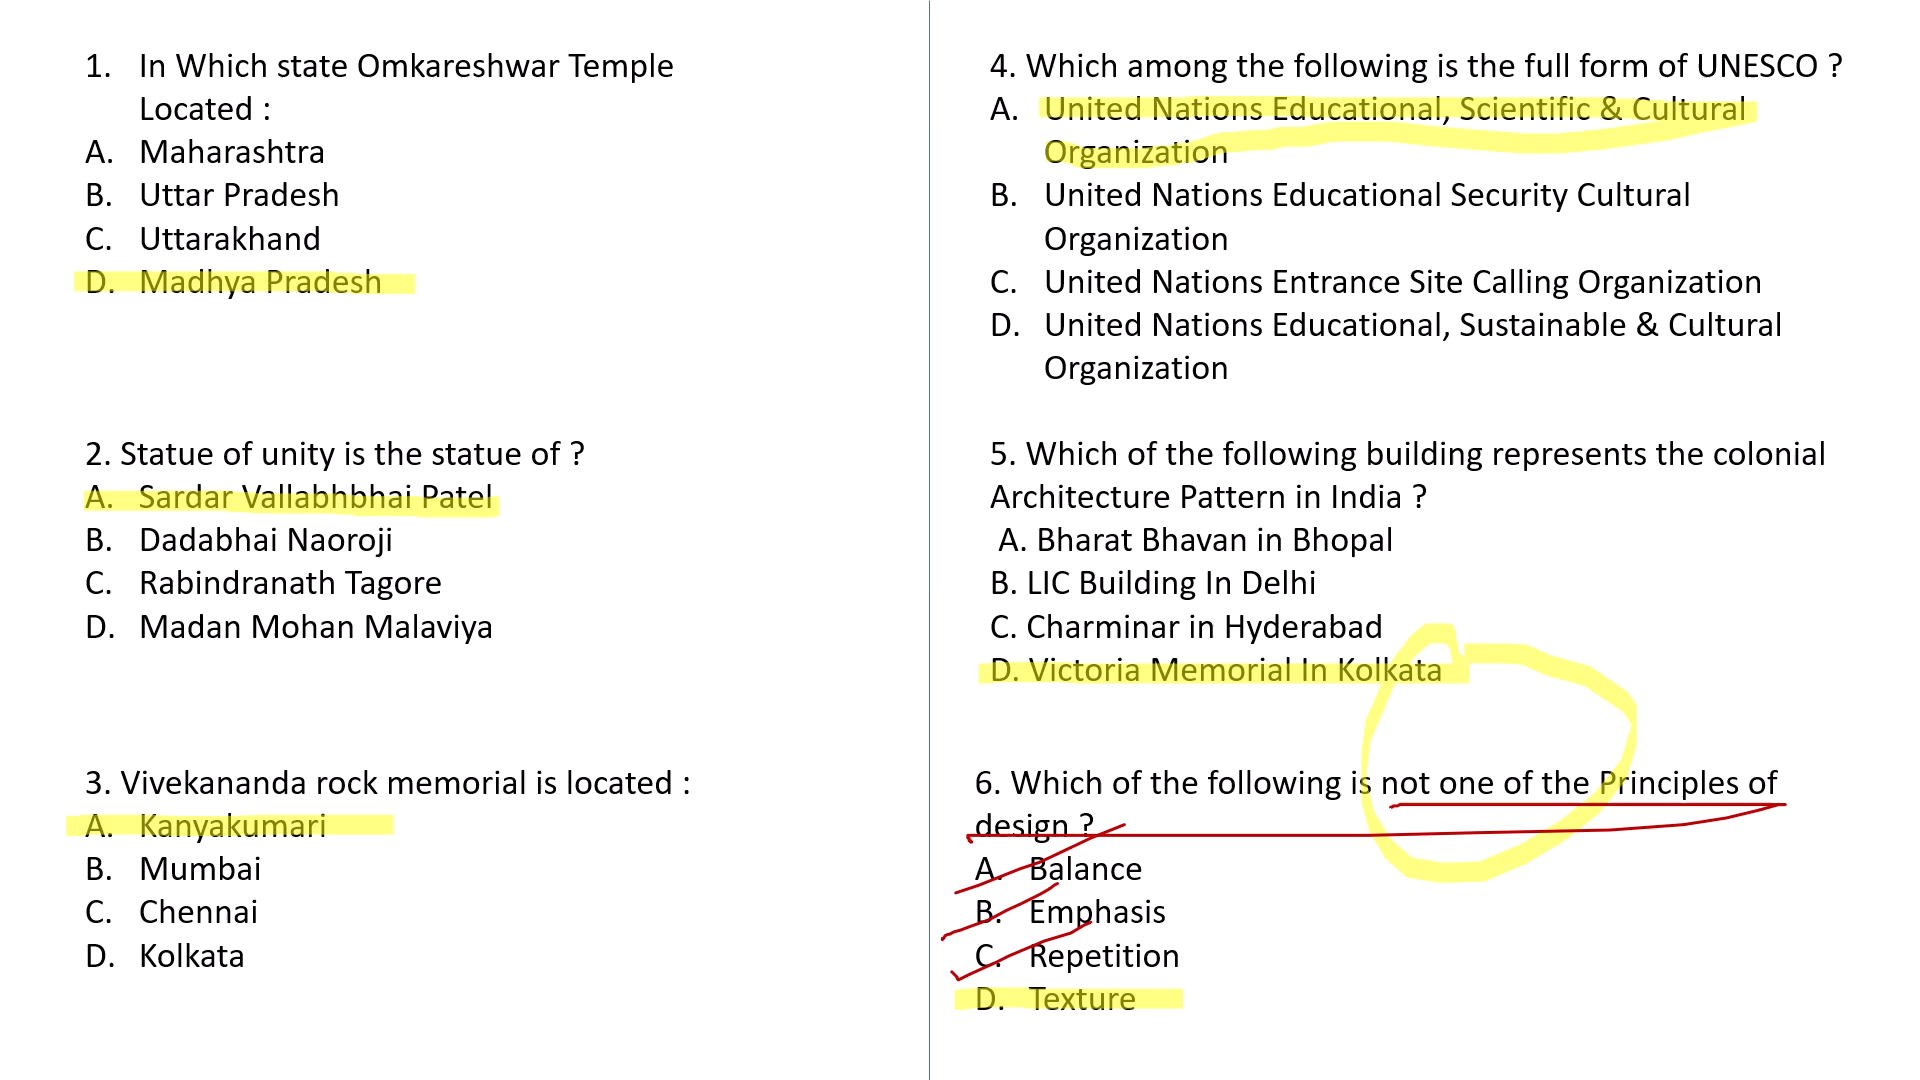 1. In Which state Omkareshwar Temple
Located :
A. Maharashtra
B. Uttar Pradesh
C. Uttarakhand
D. Madhya Pradesh
2. Statue of unity is the statue of ?
A. Sardar Vallabhbhai Patel
B. Dadabhai Naoroji
C. Rabindranath Tagore
D. Madan Mohan Malaviya
3. Vivekananda rock memorial is located :
A. Kanyakumari
B. Mumbai
C. Chennai
D. Kolkata
4. Which among the following is the full form of UNESCO ?
A. United Nations Educational, Scientific & Cultural
Organization
B. United Nations Educational Security Cultural
Organization
C. United Nations Entrance Site Calling Organization
D. United Nations Educational, Sustainable & Cultural
Organization
5. Which of the following building represents the colonial
Architecture Pattern in India ?
A. Bharat Bhavan in Bhopal
B. LIC Building In Delhi
C. Charminar in Hyderabad
D. Victoria Memorial In Kolkata
6. Which of the following is not one of the Principles of
design ?
A. Balance
B. Emphasis
C. Repetition
D. Texture